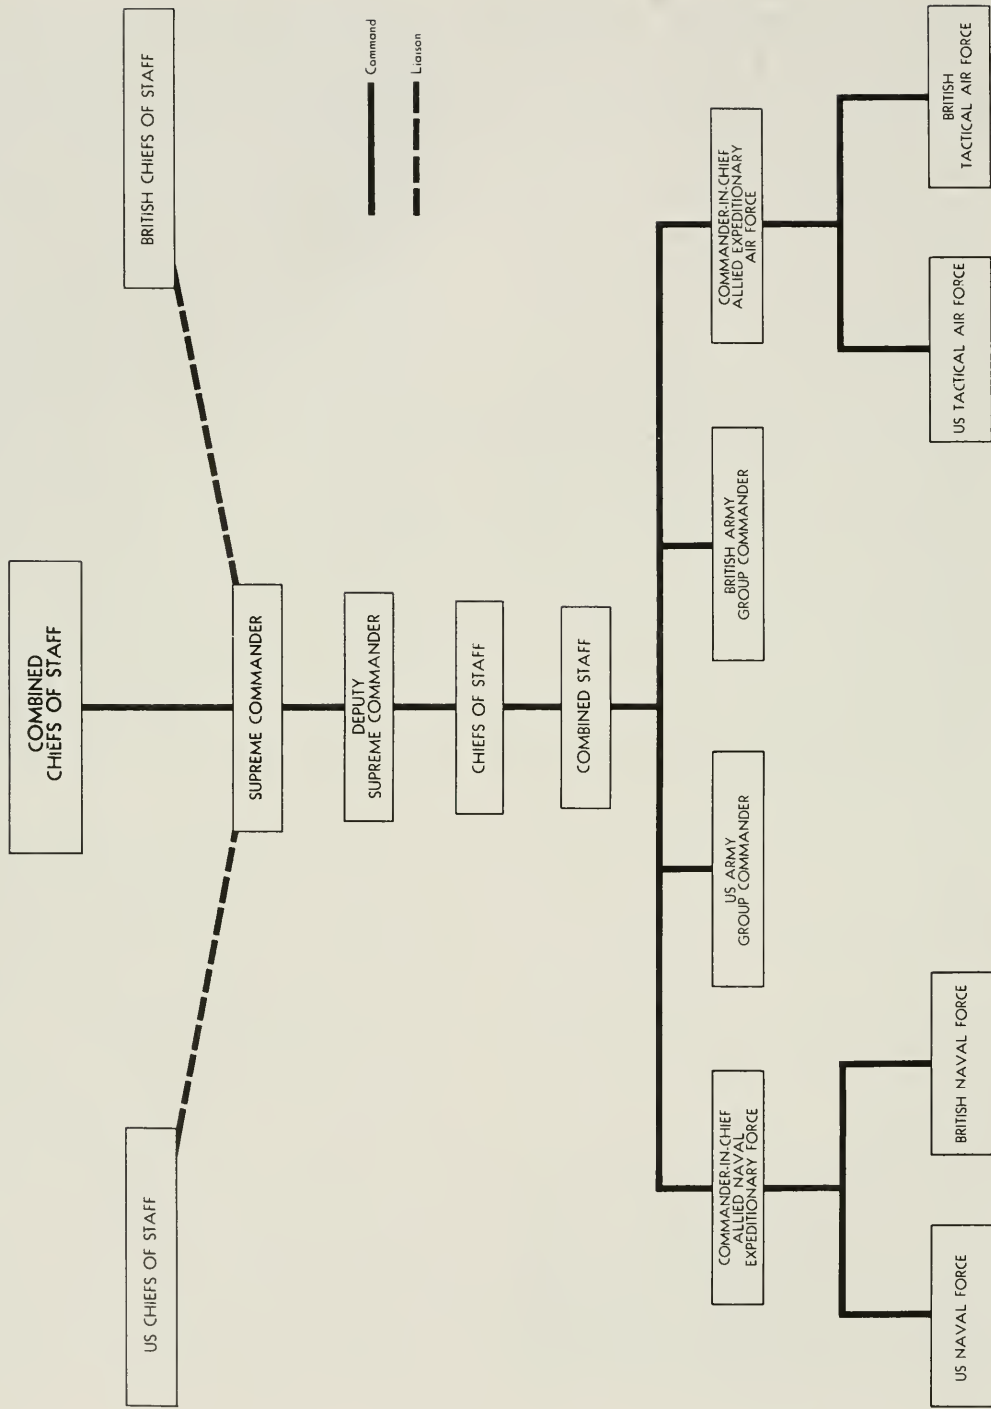 COMBINED
CHIEFS OF STAFF
US CHIEFS OF STAFF
BRITISH CHIEFS OF STAFF
SUPREME COMMANDER
DEPUTY
SUPREME COMMANDER
Command
Liaison
CHIEFS OF STAFF
COMBINED STAFF
COMMANDER-IN-CHIEF
ALLIED NAVAL
EXPEDITIONARY FORCE
US ARMY
GROUP COMMANDER
BRITISH ARMY
GROUP COMMANDER
COMMANDER-IN-CHIEF
ALLIED EXPEDITIONARY
AIR FORCE
US NAVAL FORCE
BRITISH NAVAL FORCE
US TACTICAL AIR FORCE
BRITISH
TACTICAL AIR FORCE